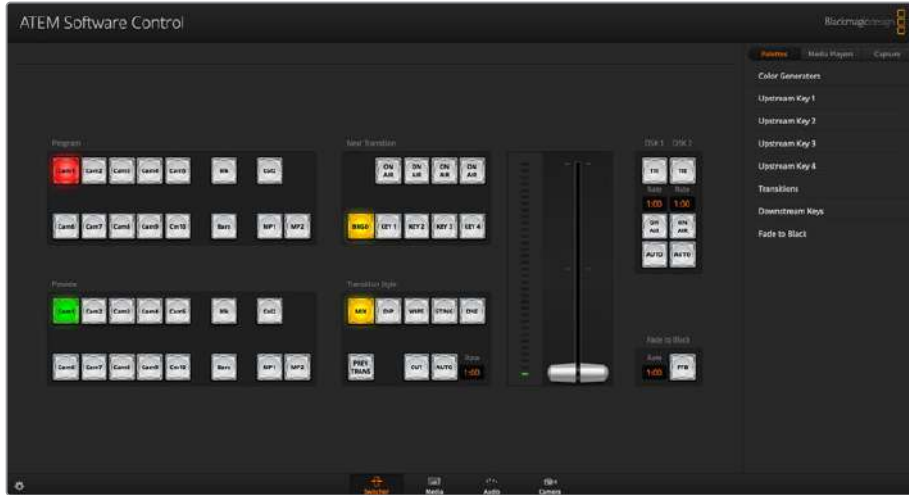 ATEM Software Control
Blackmagicdesign
Palettes Media Players Capture
Color Generators
Upstream Key 1
Upstream Key 2
Upstream Key 3
Upstream Key 4
Transitions
Downstream Keys
Fade to Black
Program
Cam1 Cam2 Cam3 Cam4 Cam5 Blk Col1
Cam6 Cam7 Cam8 Cam9 Cm10 Bars MP1 MP2
Next Transition
ON AIR ON AIR ON AIR ON AIR
BKGD KEY 1 KEY 2 KEY 3 KEY 4
DSK 1 DSK 2
TIE TIE
Rate Rate
1:00 1:00
ON AIR ON AIR
AUTO AUTO
Preview
Cam1 Cam2 Cam3 Cam4 Cam5 Blk Col1
Cam6 Cam7 Cam8 Cam9 Cm10 Bars MP1 MP2
Transition Style
MIX DIP WIPE STING DVE
PREV TRANS CUT AUTO
Rate
1:00
Fade to Black
Rate
1:00 FTB
Switcher Media Audio Camera